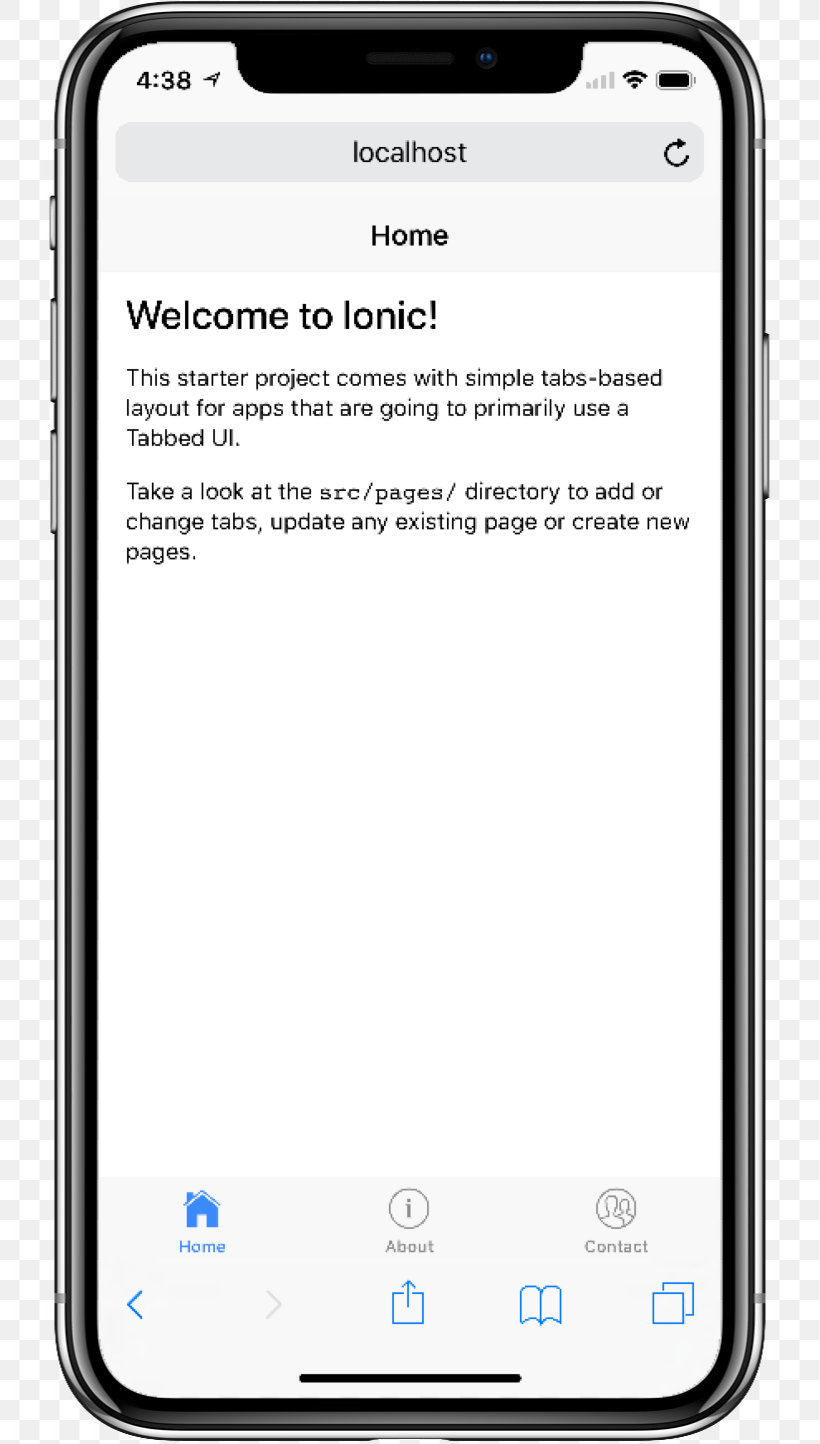 4:38
localhost
Home
Welcome to Ionic!
This starter project comes with simple tabs-based
layout for apps that are going to primarily use a
Tabbed UI.
Take a look at the src/pages/ directory to add or
change tabs, update any existing page or create new
pages.
Home
About
Contact